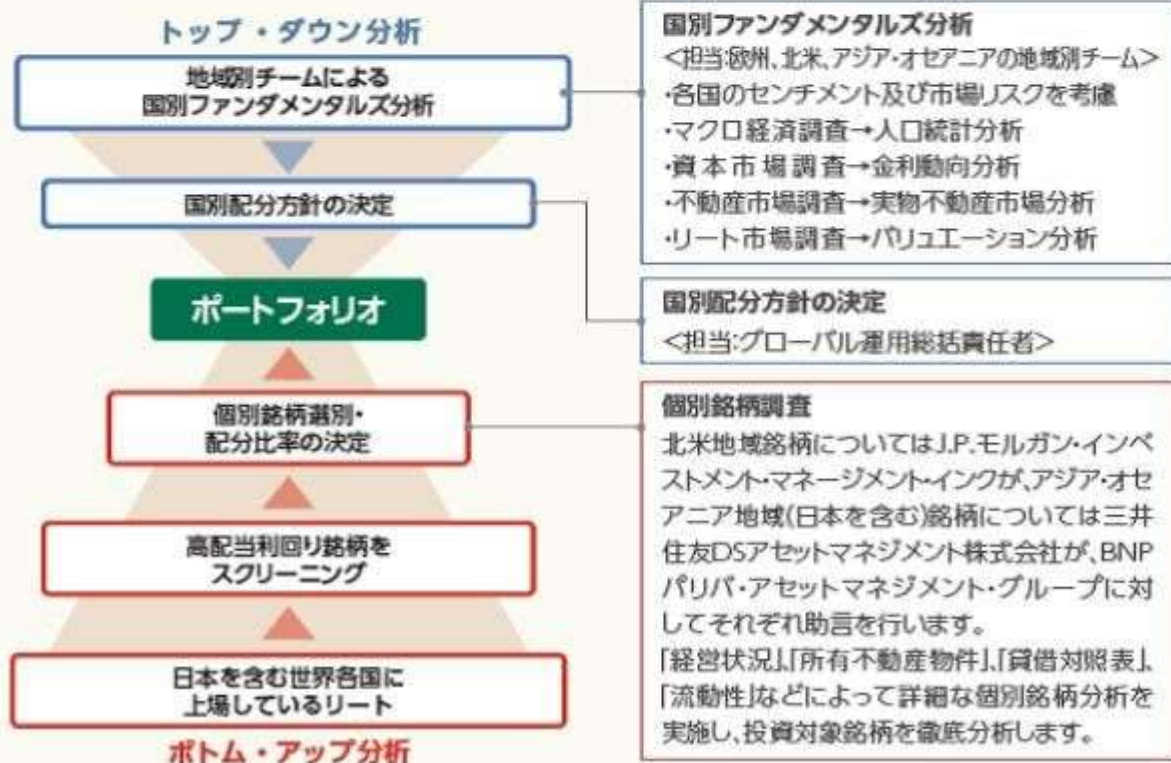 トップ・ダウン分析
地域別チームによる
国別ファンダメンタルズ分析
国別配分方針の決定
ポートフォリオ
個別銘柄選別・
配分比率の決定
高配当利回り銘柄を
スクリーニング
日本を含む世界各国に
上場しているリート
ボトム・アップ分析
国別ファンダメンタルズ分析
<担当:欧州、北米、アジア・オセアニアの地域別チーム>
・各国のセンチメント及び市場リスクを考慮
・マクロ経済調査→人口統計分析
・資本市場調査→金利動向分析
・不動産市場調査→実物不動産市場分析
・リート市場調査→バリュエーション分析
国別配分方針の決定
<担当:グローバル運用総括責任者>
個別銘柄調査
北米地域銘柄についてはJ.P.モルガン・インベ
ストメント・マネージメント・インクが、アジア・オセ
アニア地域(日本を含む)銘柄については三井
住友DSアセットマネジメント株式会社が、BNP
パリバ・アセットマネジメント・グループに対
してそれぞれ助言を行います。
「経営状況」、「所有不動産物件」、「貸借対照表」、
「流動性」などによって詳細な個別銘柄分析を
実施し、投資対象銘柄を徹底分析します。